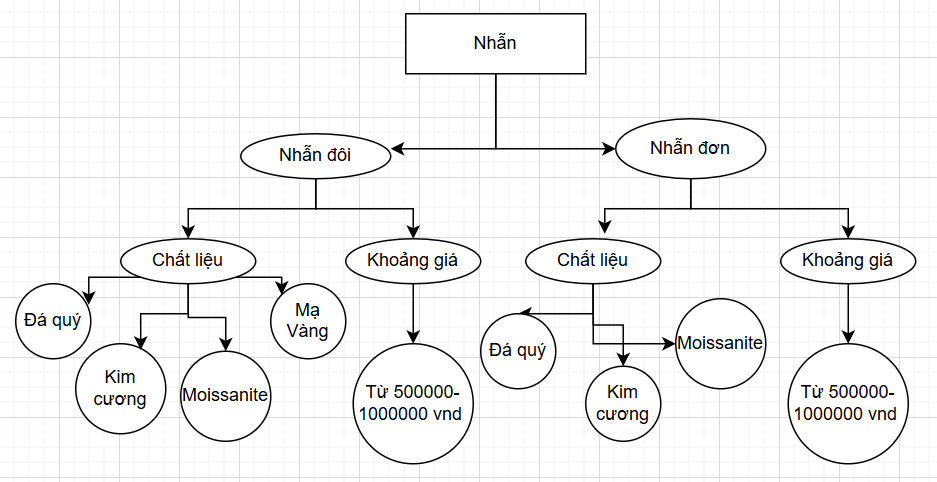 Nhẫn
Nhẫn đôi
Nhẫn đơn
Chất liệu
Khoảng giá
Chất liệu
Khoảng giá
Đá quý
Mạ
Vàng
Kim
cương
Moissanite
Từ 500000-
1000000 vnd
Đá quý
Moissanite
Kim
cương
Từ 500000-
1000000 vnd